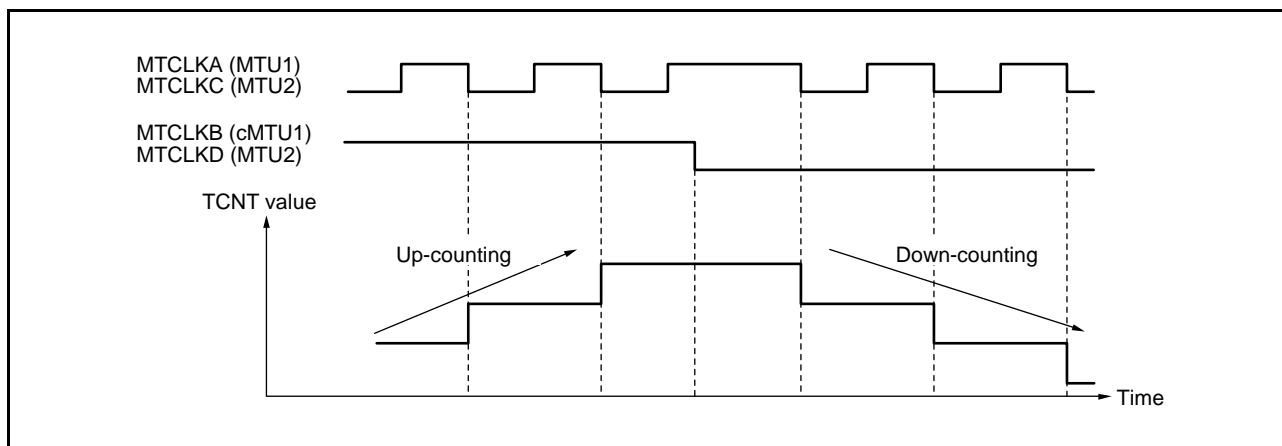 MTCLKA (MTU1)
MTCLKC (MTU2)
MTCLKB (cMTU1)
MTCLKD (MTU2)
TCNT value
Up-counting
Down-counting
Time